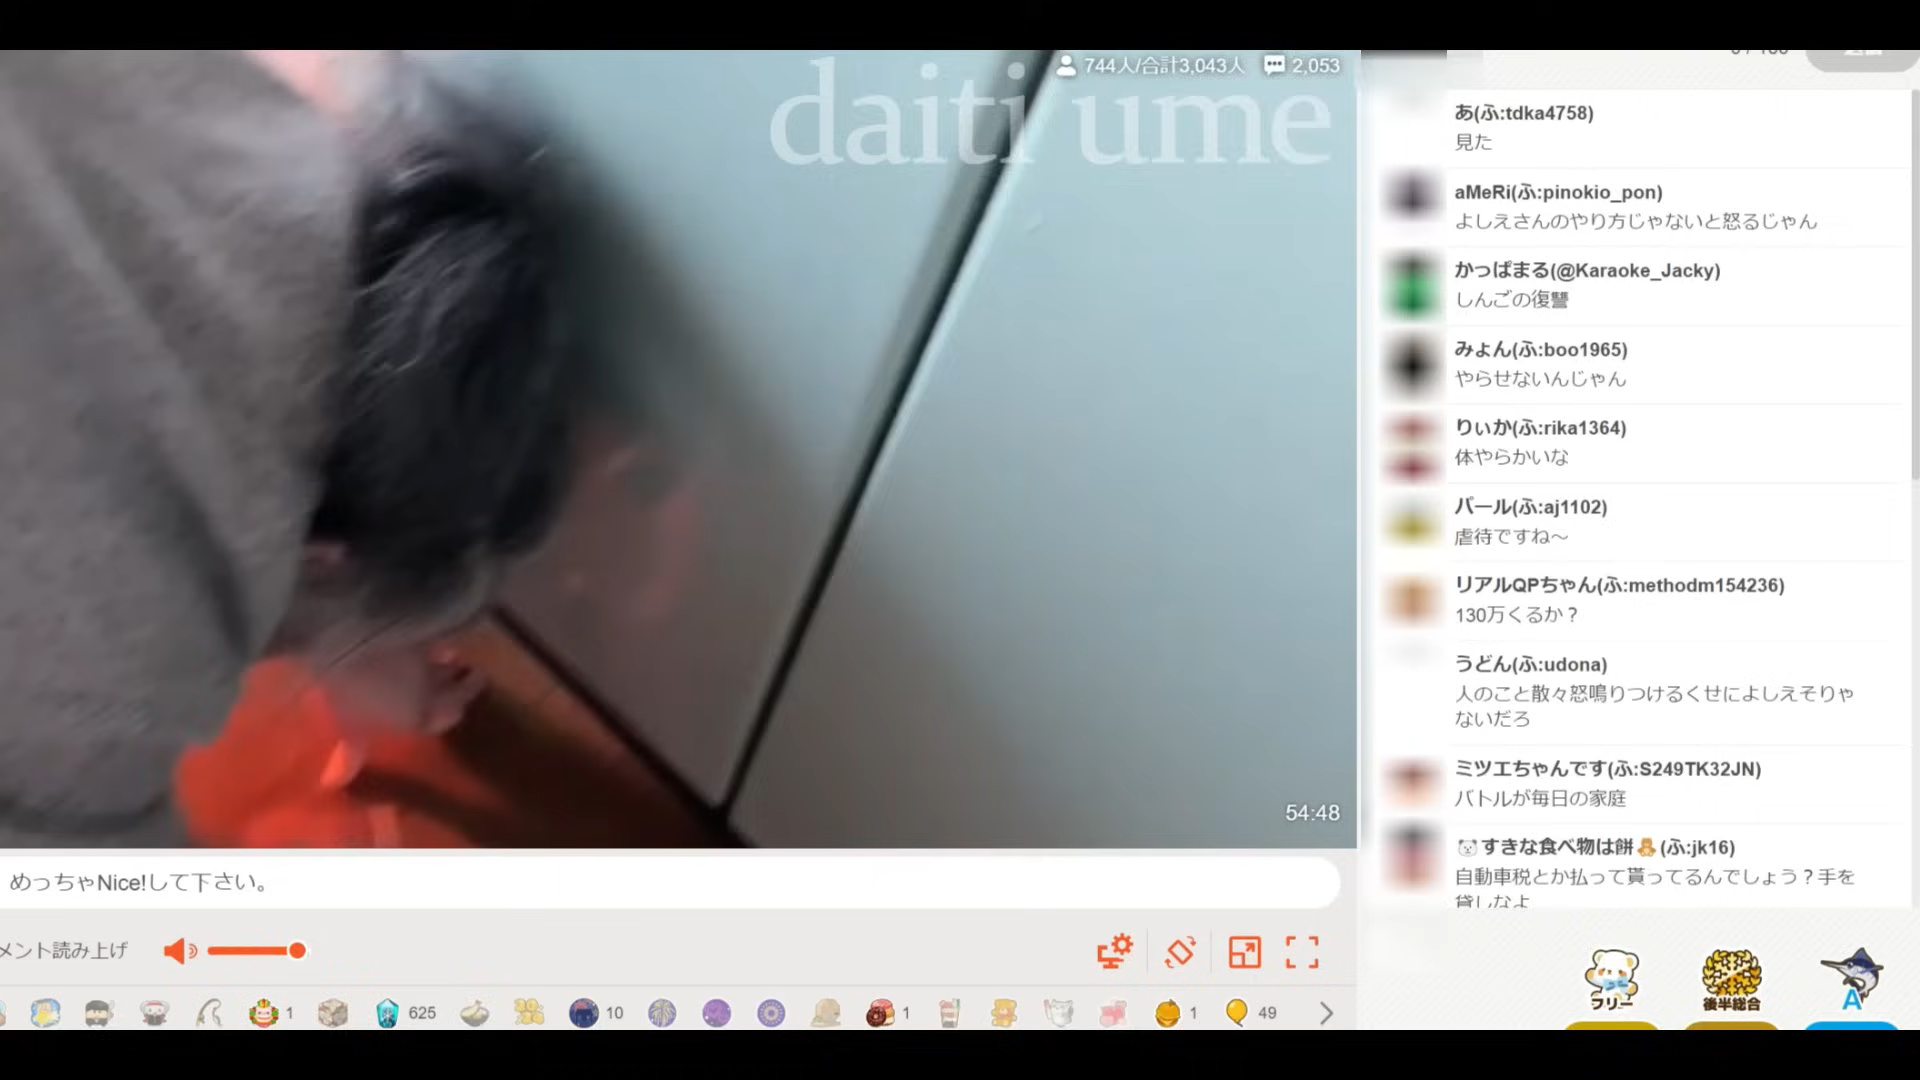 744人/合計3,043人 2,053
daiti ume
54:48
めっちゃNice!して下さい。
メント読み上げ
1
625
10
1
1
49
あ(ふ:tdka4758)
見た
aMeRi(ふ:pinokio_pon)
よしえさんのやり方じゃないと怒るじゃん
かっぱまる(@Karaoke_Jacky)
しんごの復讐
みょん(ふ:boo1965)
やらせないんじゃん
りぃか(ふ:rika1364)
体やらかいな
パール(ふ:aj1102)
虐待ですね〜
リアルQPちゃん(ふ:methodm154236)
130万くるか？
うどん(ふ:udona)
人のこと散々怒鳴りつけるくせによしえそりゃ
ないだろ
ミツエちゃんです(ふ:S249TK32JN)
バトルが毎日の家庭
すきな食べ物は餅(ふ:jk16)
自動車税とか払って貰ってるんでしょう？手を
貸しなよ
フリー
後半総合
A